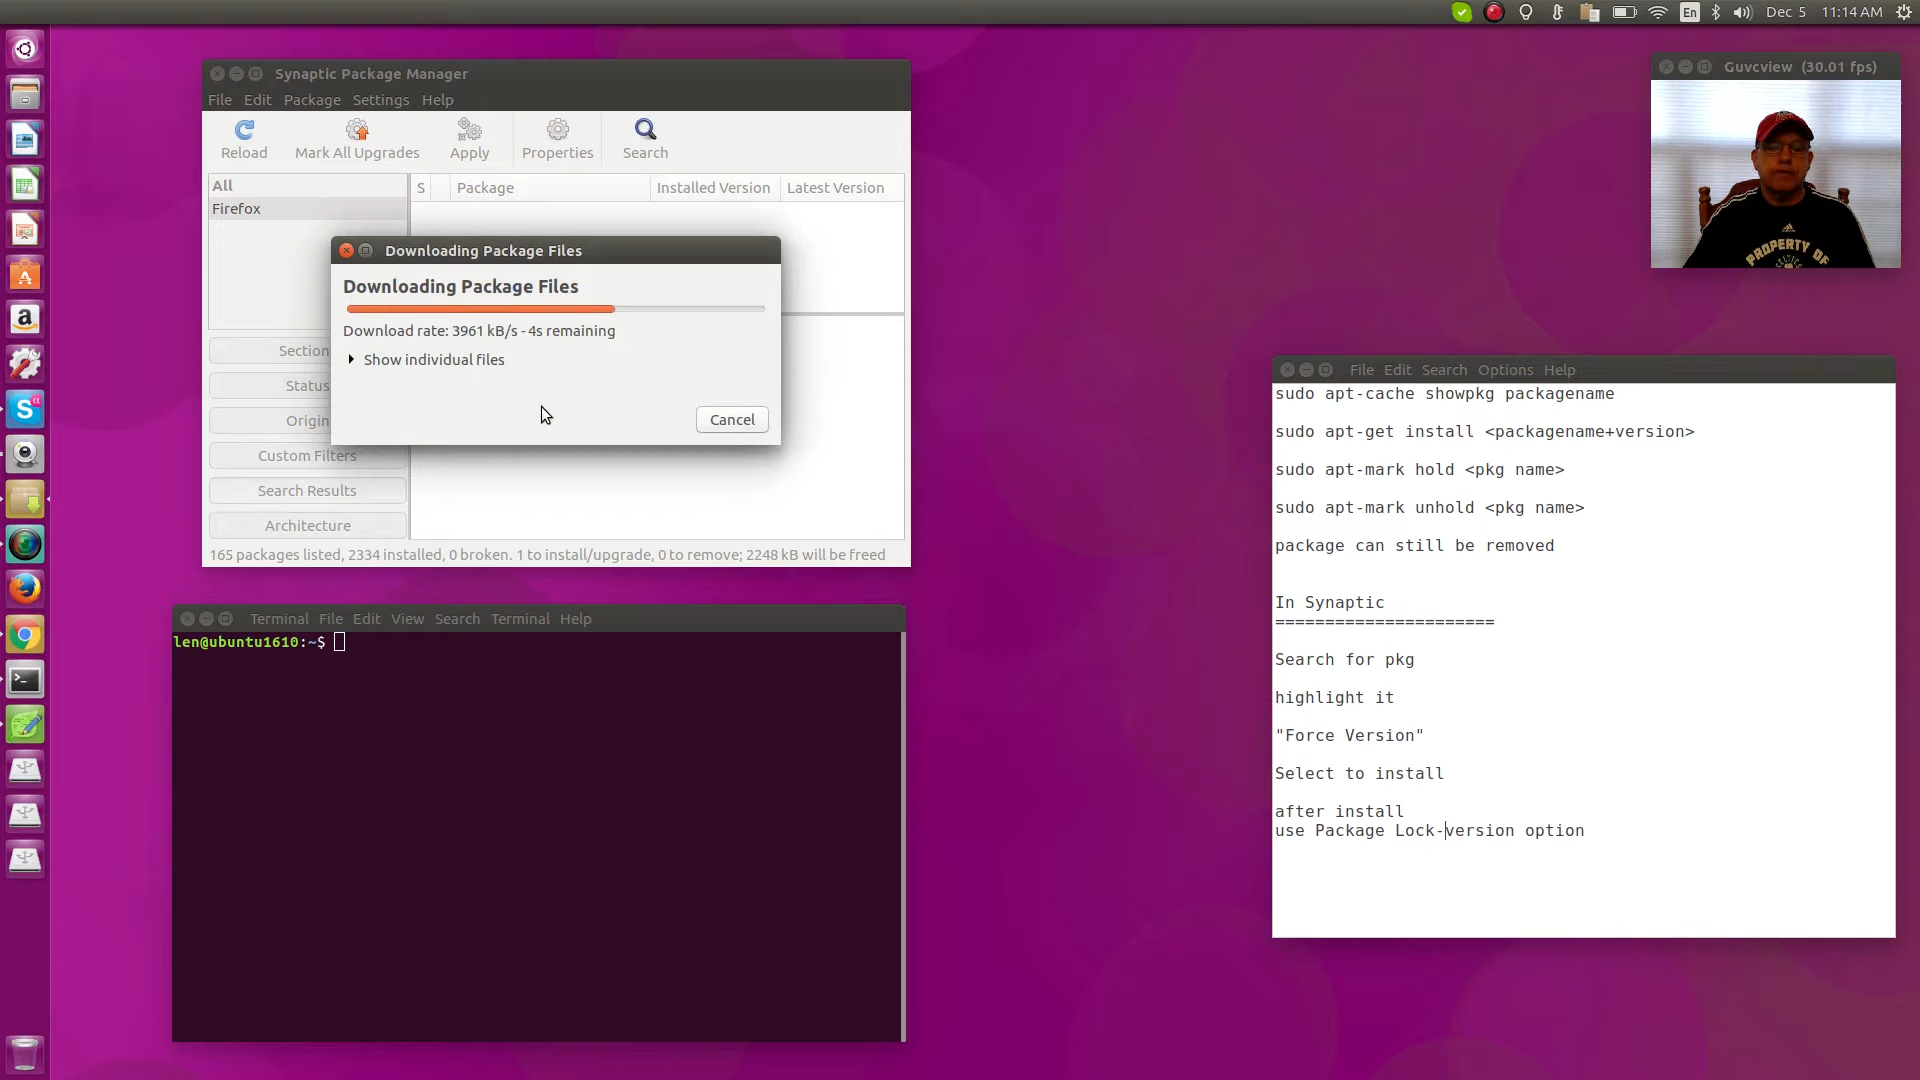 En
Dec 5
11:14 AM
Synaptic Package Manager
File Edit Package Settings Help
Reload
Mark All Upgrades
Apply
Properties
Search
All
Firefox
S
Package
Installed Version
Latest Version
Downloading Package Files
Downloading Package Files
Download rate: 3961 kB/s - 4s remaining
Show individual files
Cancel
Section
Status
Origin
Custom Filters
Search Results
Architecture
165 packages listed, 2334 installed, 0 broken. 1 to install/upgrade, 0 to remove; 2248 kB will be freed
Terminal File Edit View Search Terminal Help
len@ubuntu1610:~$
Guvcview (30.01 fps)
PROPERTY OF
CELTICS
File Edit Search Options Help
sudo apt-cache showpkg packagename
sudo apt-get install <packagename+version>
sudo apt-mark hold <pkg name>
sudo apt-mark unhold <pkg name>
package can still be removed
In Synaptic
======================
Search for pkg
highlight it
"Force Version"
Select to install
after install
use Package Lock-version option